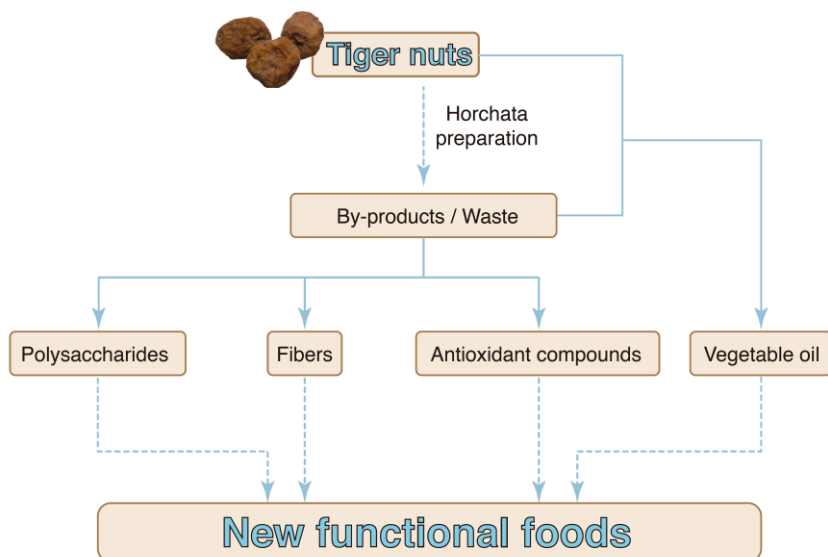 Tiger nuts
Horchata
preparation
By-products / Waste
Polysaccharides
Fibers
Antioxidant compounds
Vegetable oil
New functional foods